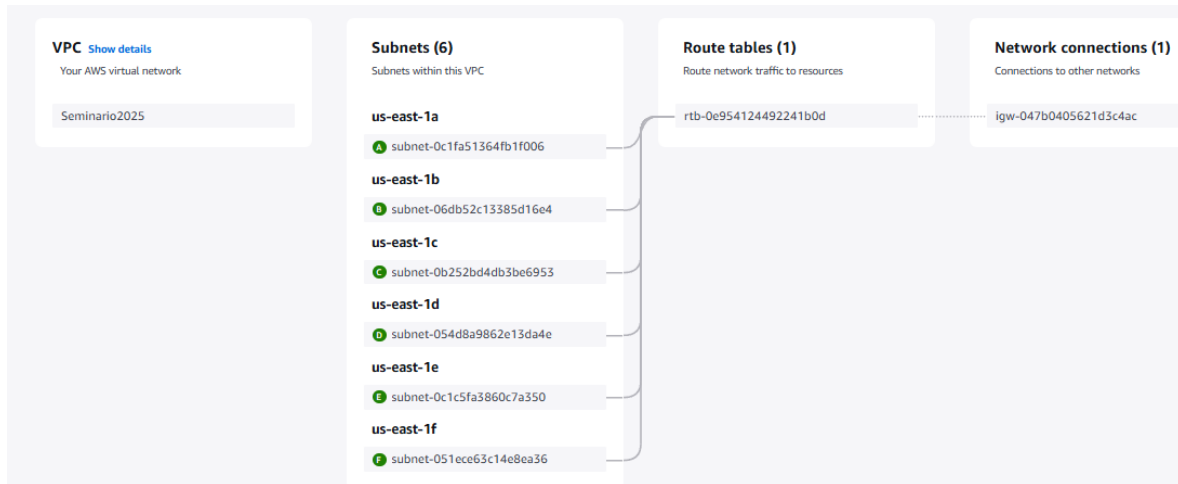 VPC Show details
Your AWS virtual network
Seminario2025
Subnets (6)
Subnets within this VPC
us-east-1a
A subnet-0c1fa51364fb1f006
us-east-1b
B subnet-06db52c13385d16e4
us-east-1c
C subnet-0b252bd4db3be6953
us-east-1d
D subnet-054d8a9862e13da4e
us-east-1e
E subnet-0c1c5fa3860c7a350
us-east-1f
F subnet-051ece63c14e8ea36
Route tables (1)
Route network traffic to resources
rtb-0e954124492241b0d
Network connections (1)
Connections to other networks
igw-047b0405621d3c4ac